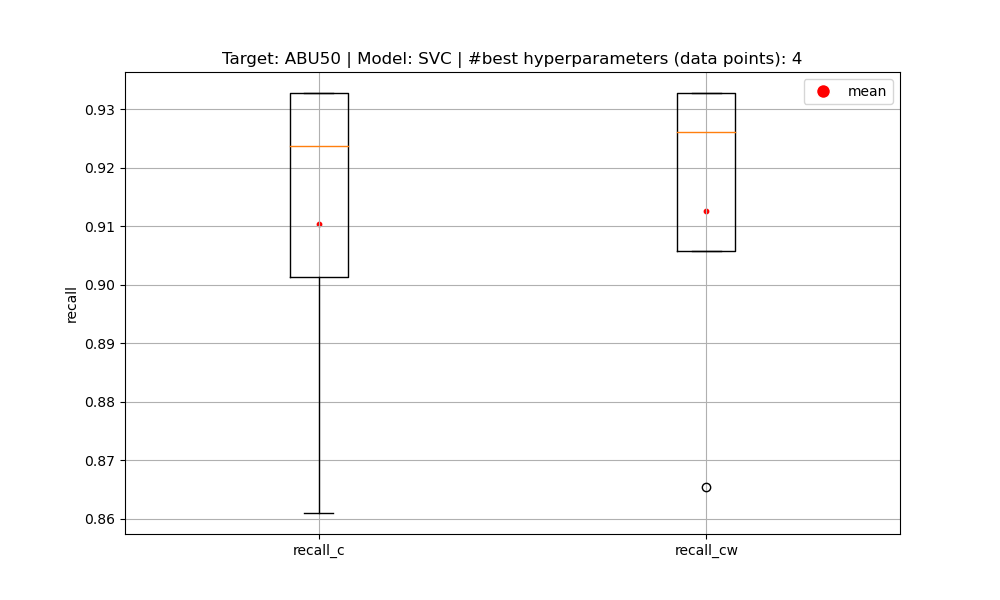 Target: ABU50 | Model: SVC | #best hyperparameters (data points): 4
mean
0.93
0.92
0.91
0.90
0.89
0.88
0.87
0.86
recall
recall_c
recall_cw